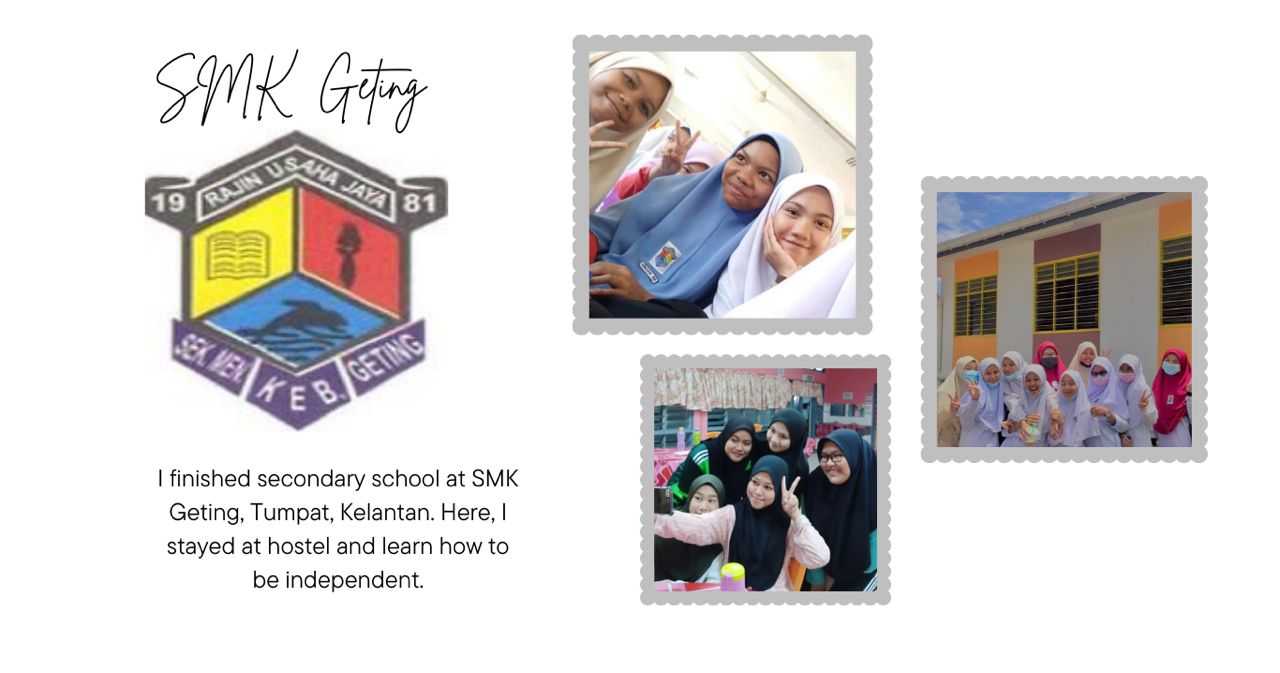 SMK Geting
RAJIN USAHA JAYA
19 81
SEK. MEN. KEB. GETING
I finished secondary school at SMK
Geting, Tumpat, Kelantan. Here, I
stayed at hostel and learn how to
be independent.